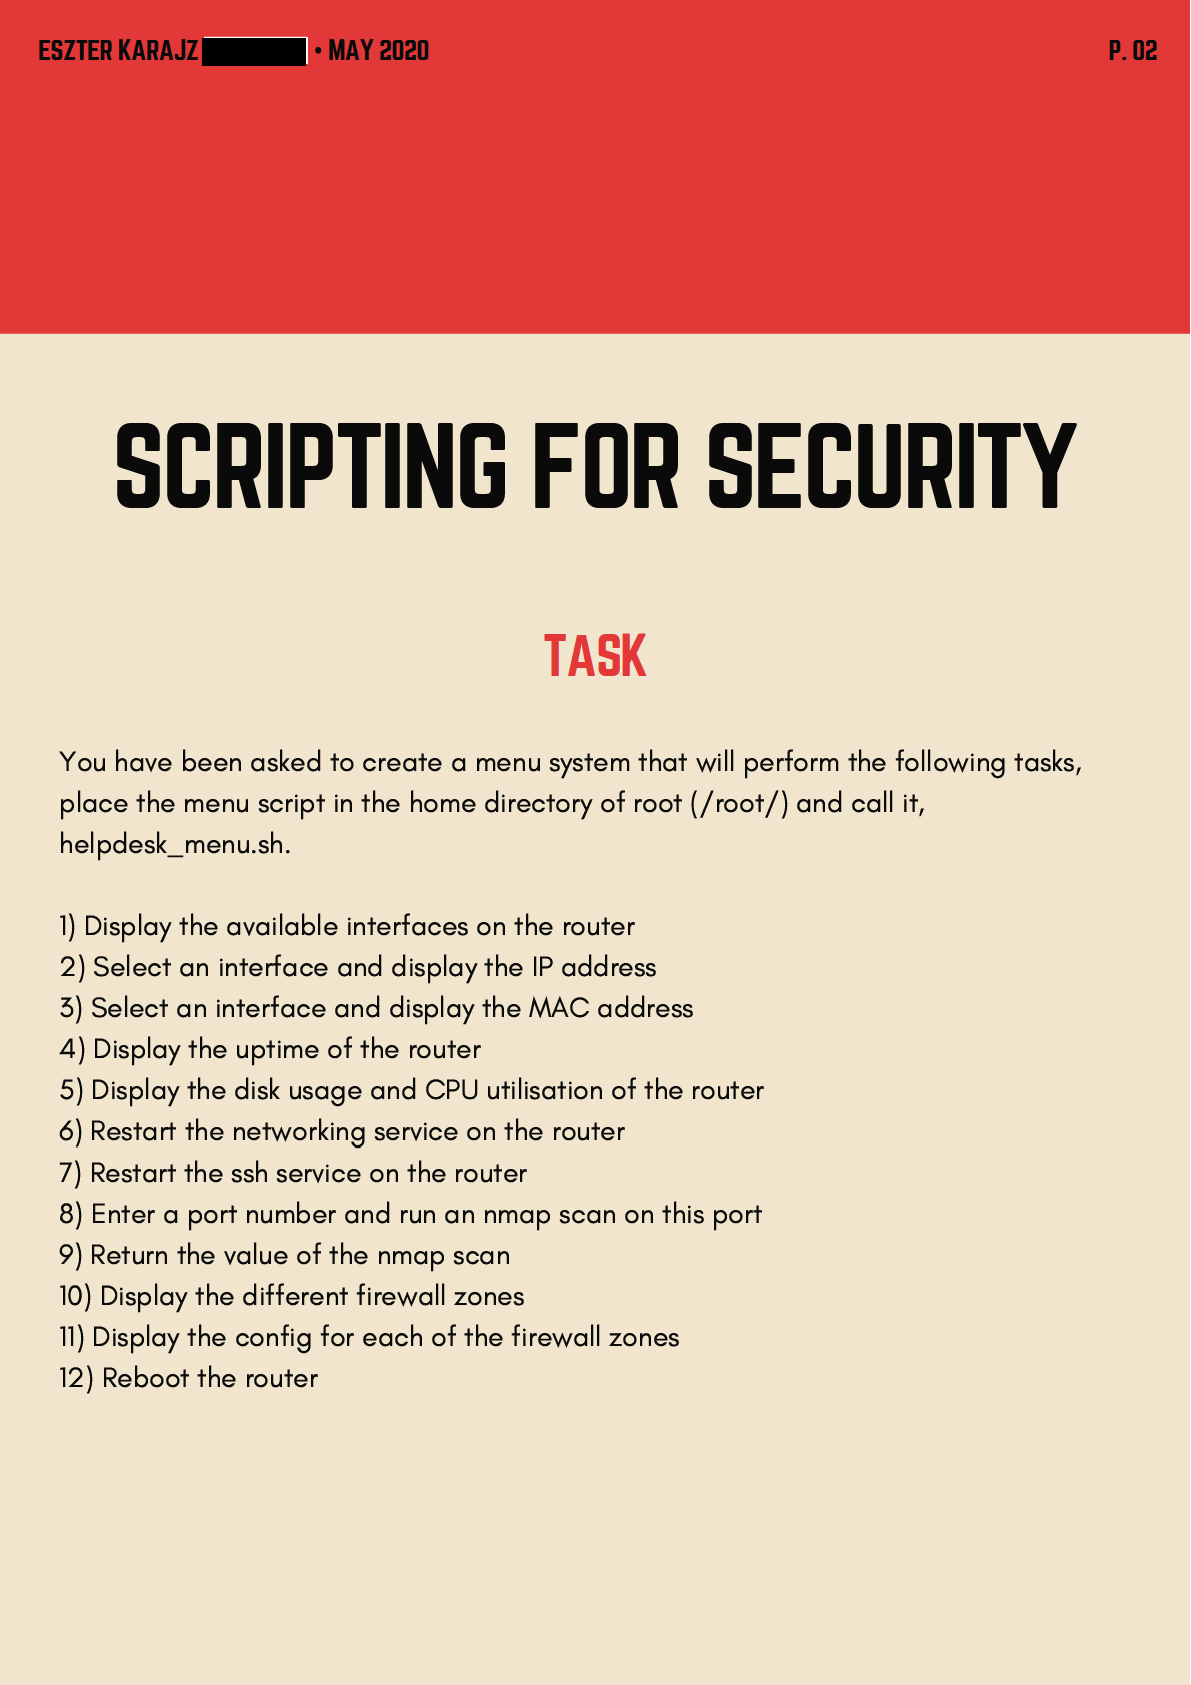 ESZTER KARAJZ • MAY 2020
P. 02
SCRIPTING FOR SECURITY
TASK
You have been asked to create a menu system that will perform the following tasks,
place the menu script in the home directory of root (/root/) and call it,
helpdesk_menu.sh.
1) Display the available interfaces on the router
2) Select an interface and display the IP address
3) Select an interface and display the MAC address
4) Display the uptime of the router
5) Display the disk usage and CPU utilisation of the router
6) Restart the networking service on the router
7) Restart the ssh service on the router
8) Enter a port number and run an nmap scan on this port
9) Return the value of the nmap scan
10) Display the different firewall zones
11) Display the config for each of the firewall zones
12) Reboot the router